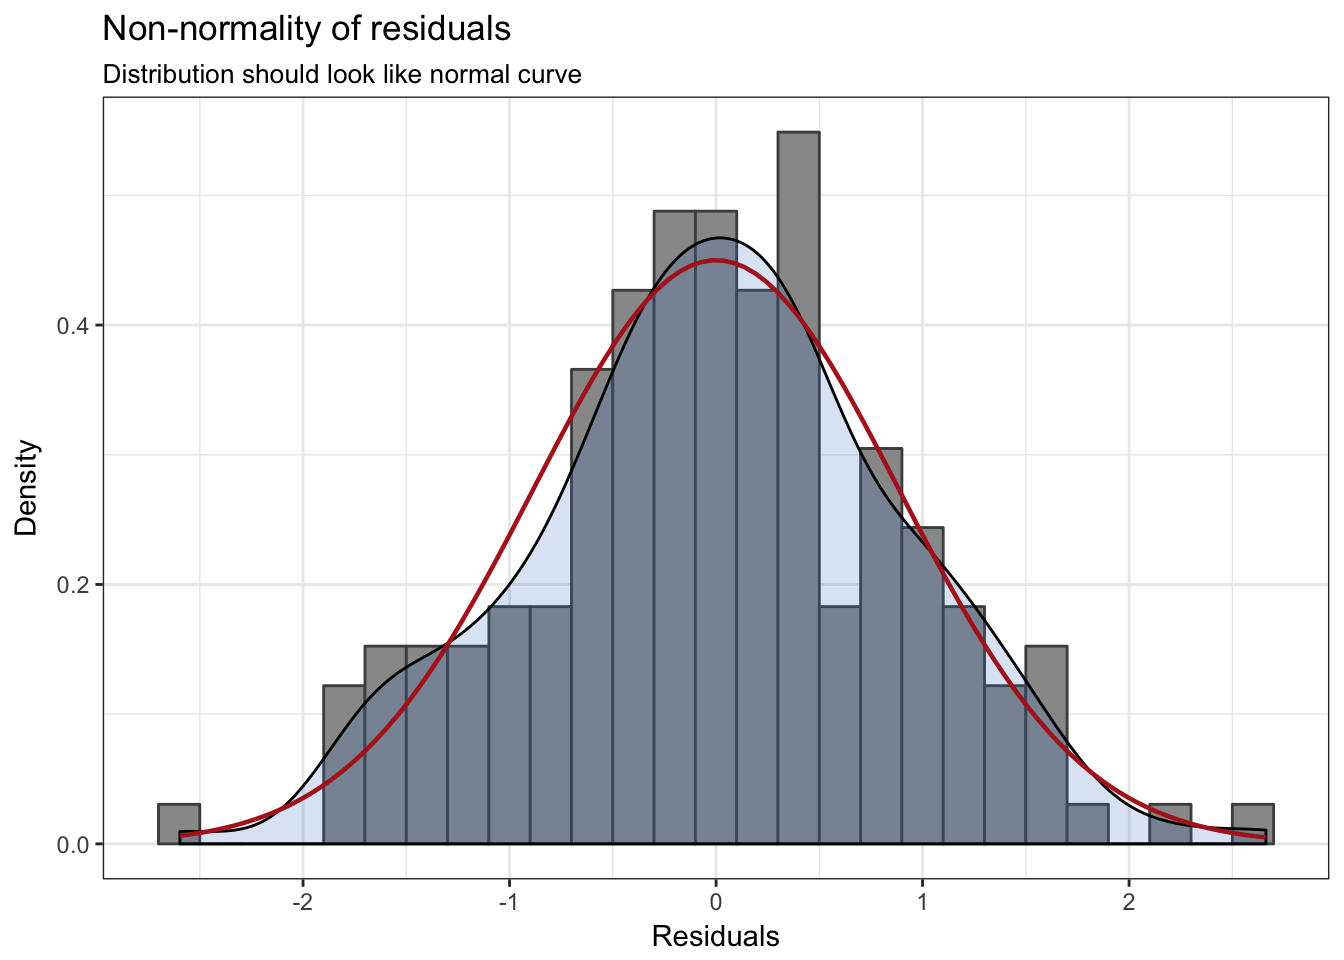 Non-normality of residuals
Distribution should look like normal curve
Density
0.4
0.2
0.0
-2
-1
0
1
2
Residuals